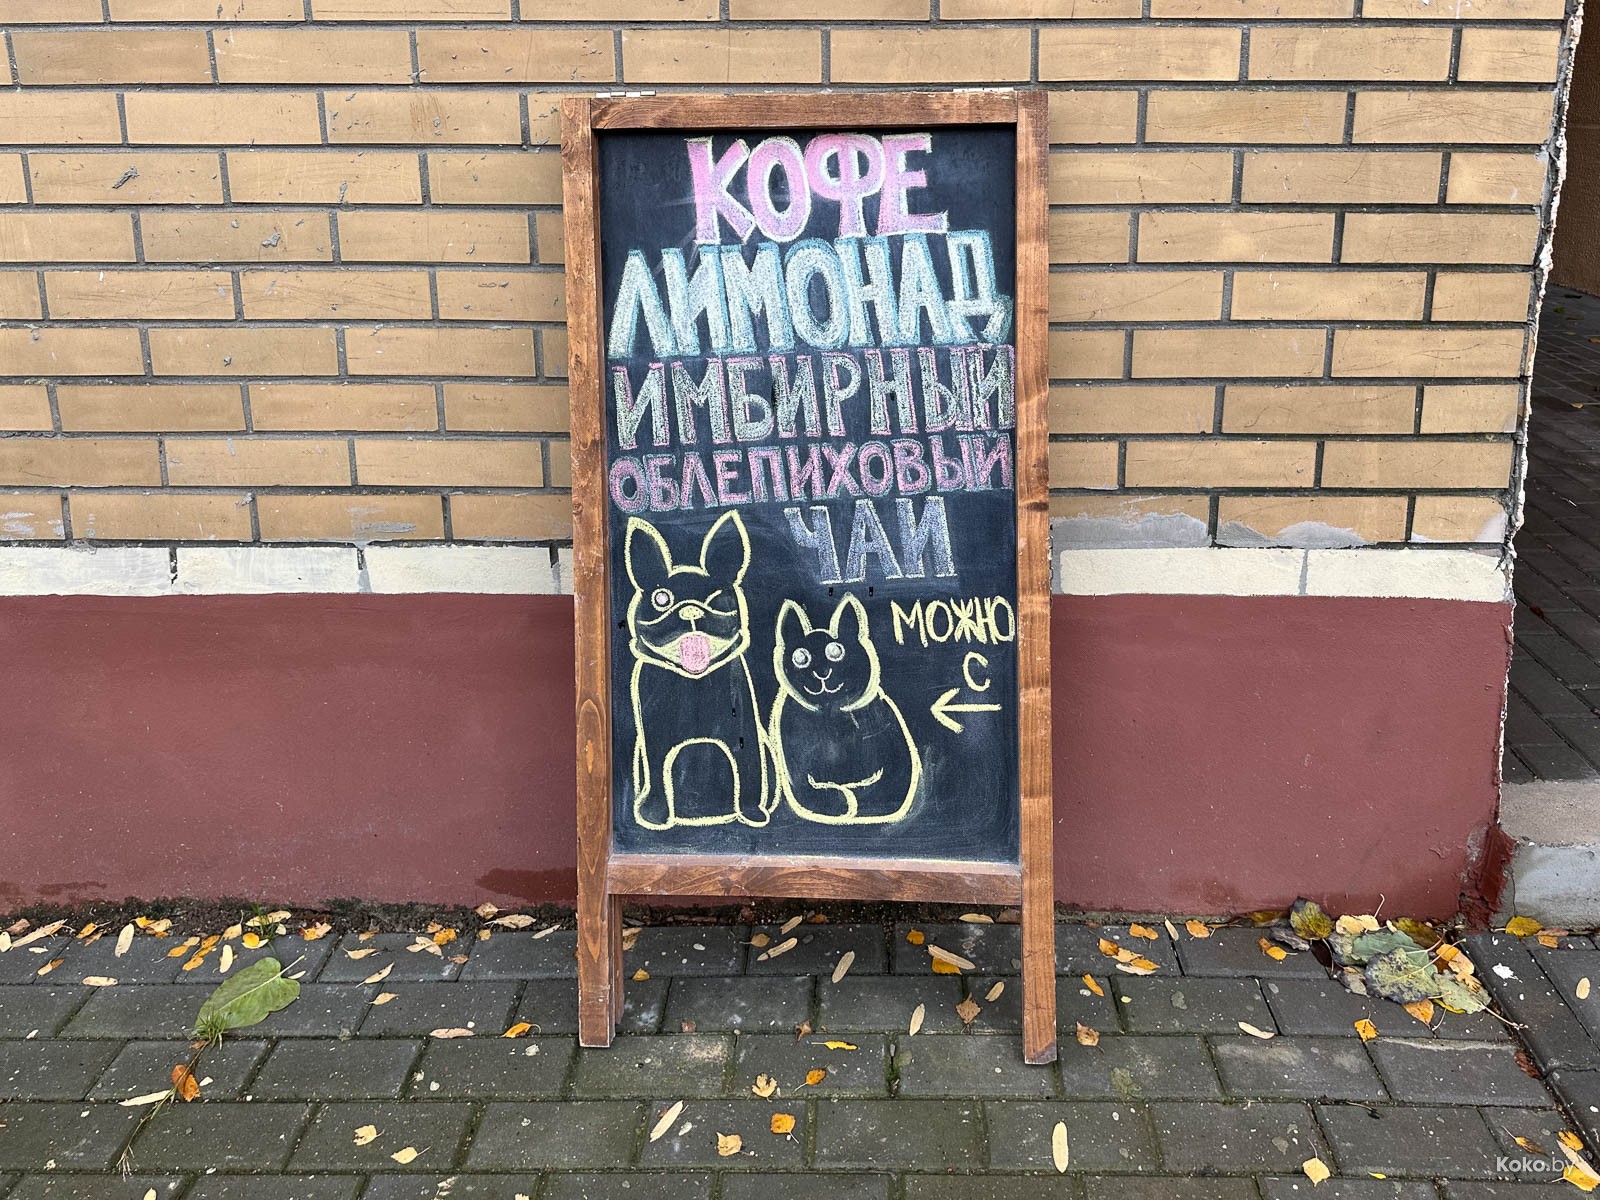 КОФЕ
ЛИМОНАД
ИМБИРНЫЙ
ОБЛЕПИХОВЫЙ
ЧАЙ
МОЖНО
С
←
Koko.by